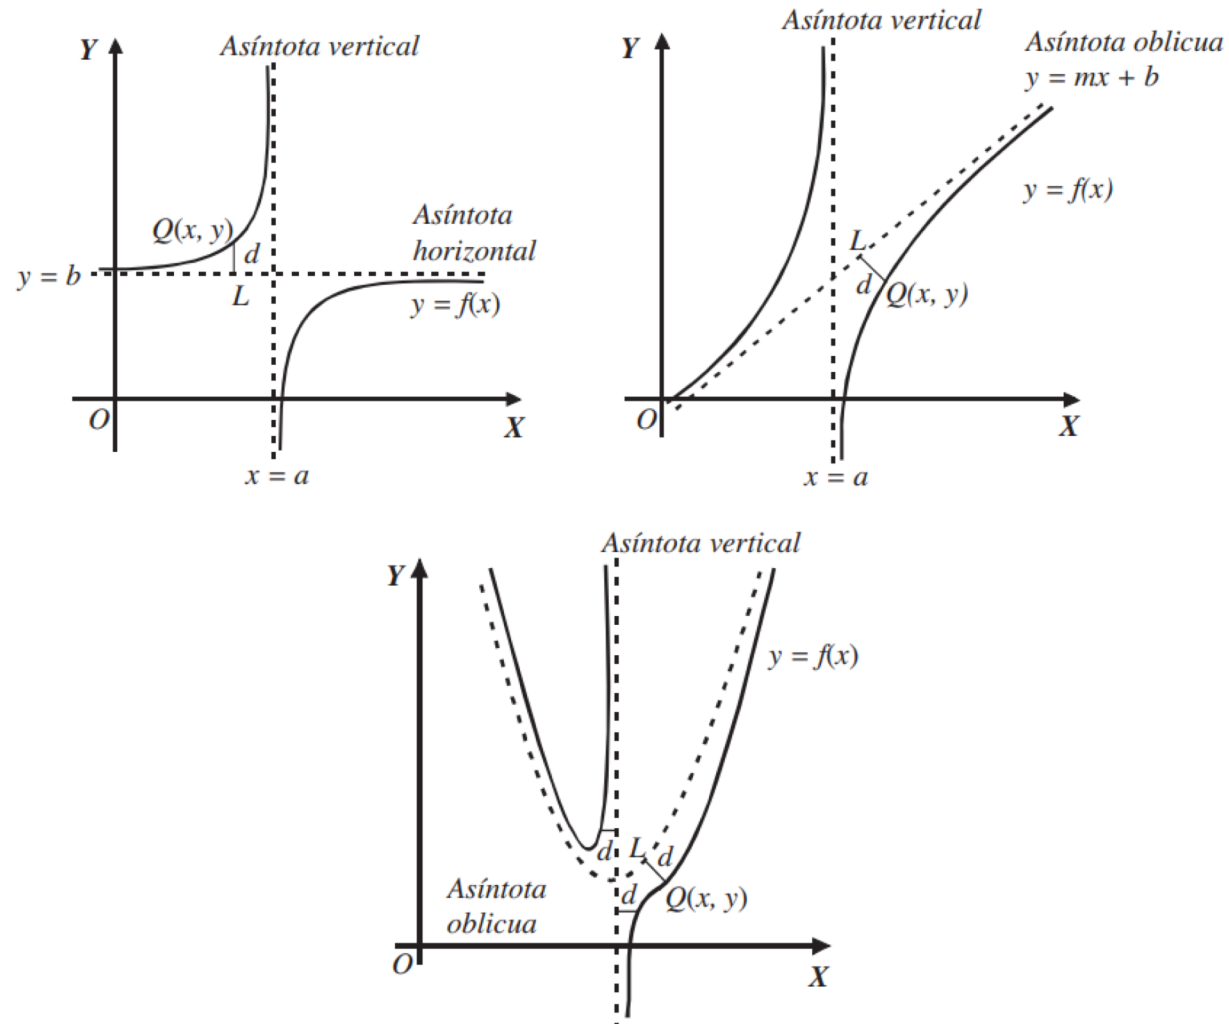 Asíntota vertical
Y
Q(x, y)
d
Asíntota
horizontal
y = b
L
y = f(x)
O
X
x = a
Asíntota vertical
Y
Asíntota oblicua
y = mx + b
y = f(x)
L
d
Q(x, y)
O
X
x = a
Asíntota vertical
Y
y = f(x)
d
L
d
Asíntota
oblicua
d
Q(x, y)
O
X